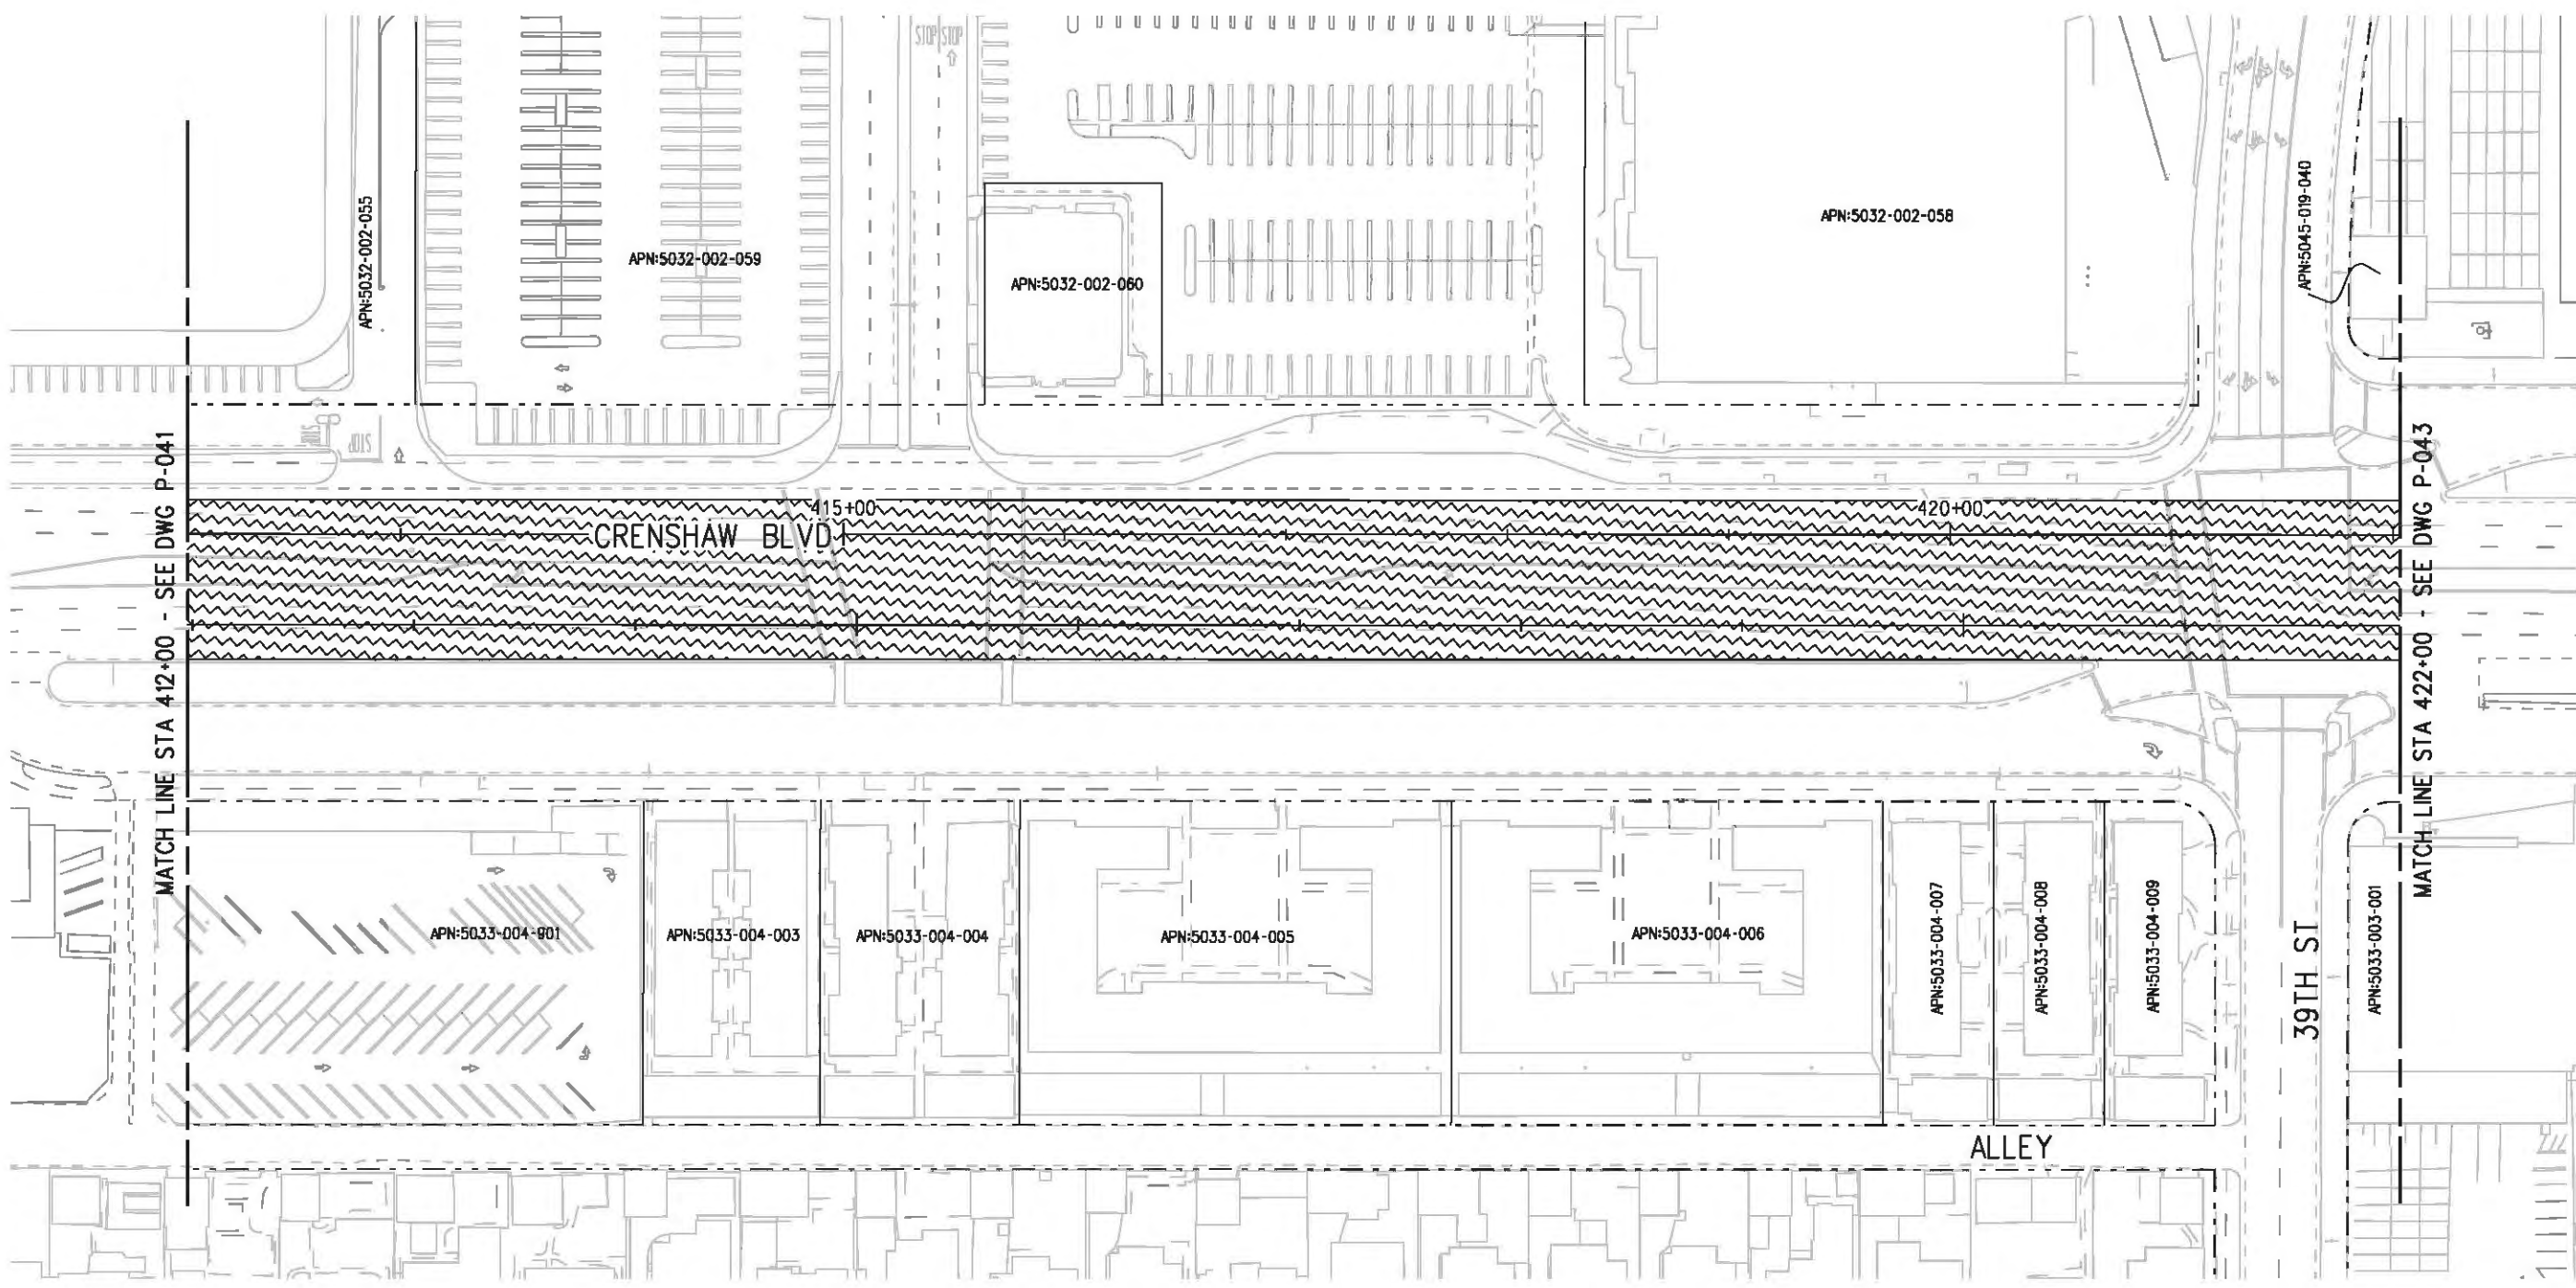 STOP STOP
APN:5032-002-055
APN:5032-002-059
APN:5032-002-060
APN:5032-002-058
APN:5045-019-040
STOP
STOP
MATCH LINE STA 412+00 - SEE DWG P-041
MATCH LINE STA 422+00 - SEE DWG P-043
415+00
420+00
CRENSHAW BLVD
APN:5033-004-901
APN:5033-004-003
APN:5033-004-004
APN:5033-004-005
APN:5033-004-006
APN:5033-004-007
APN:5033-004-008
APN:5033-004-009
39TH ST
APN:5033-003-001
ALLEY